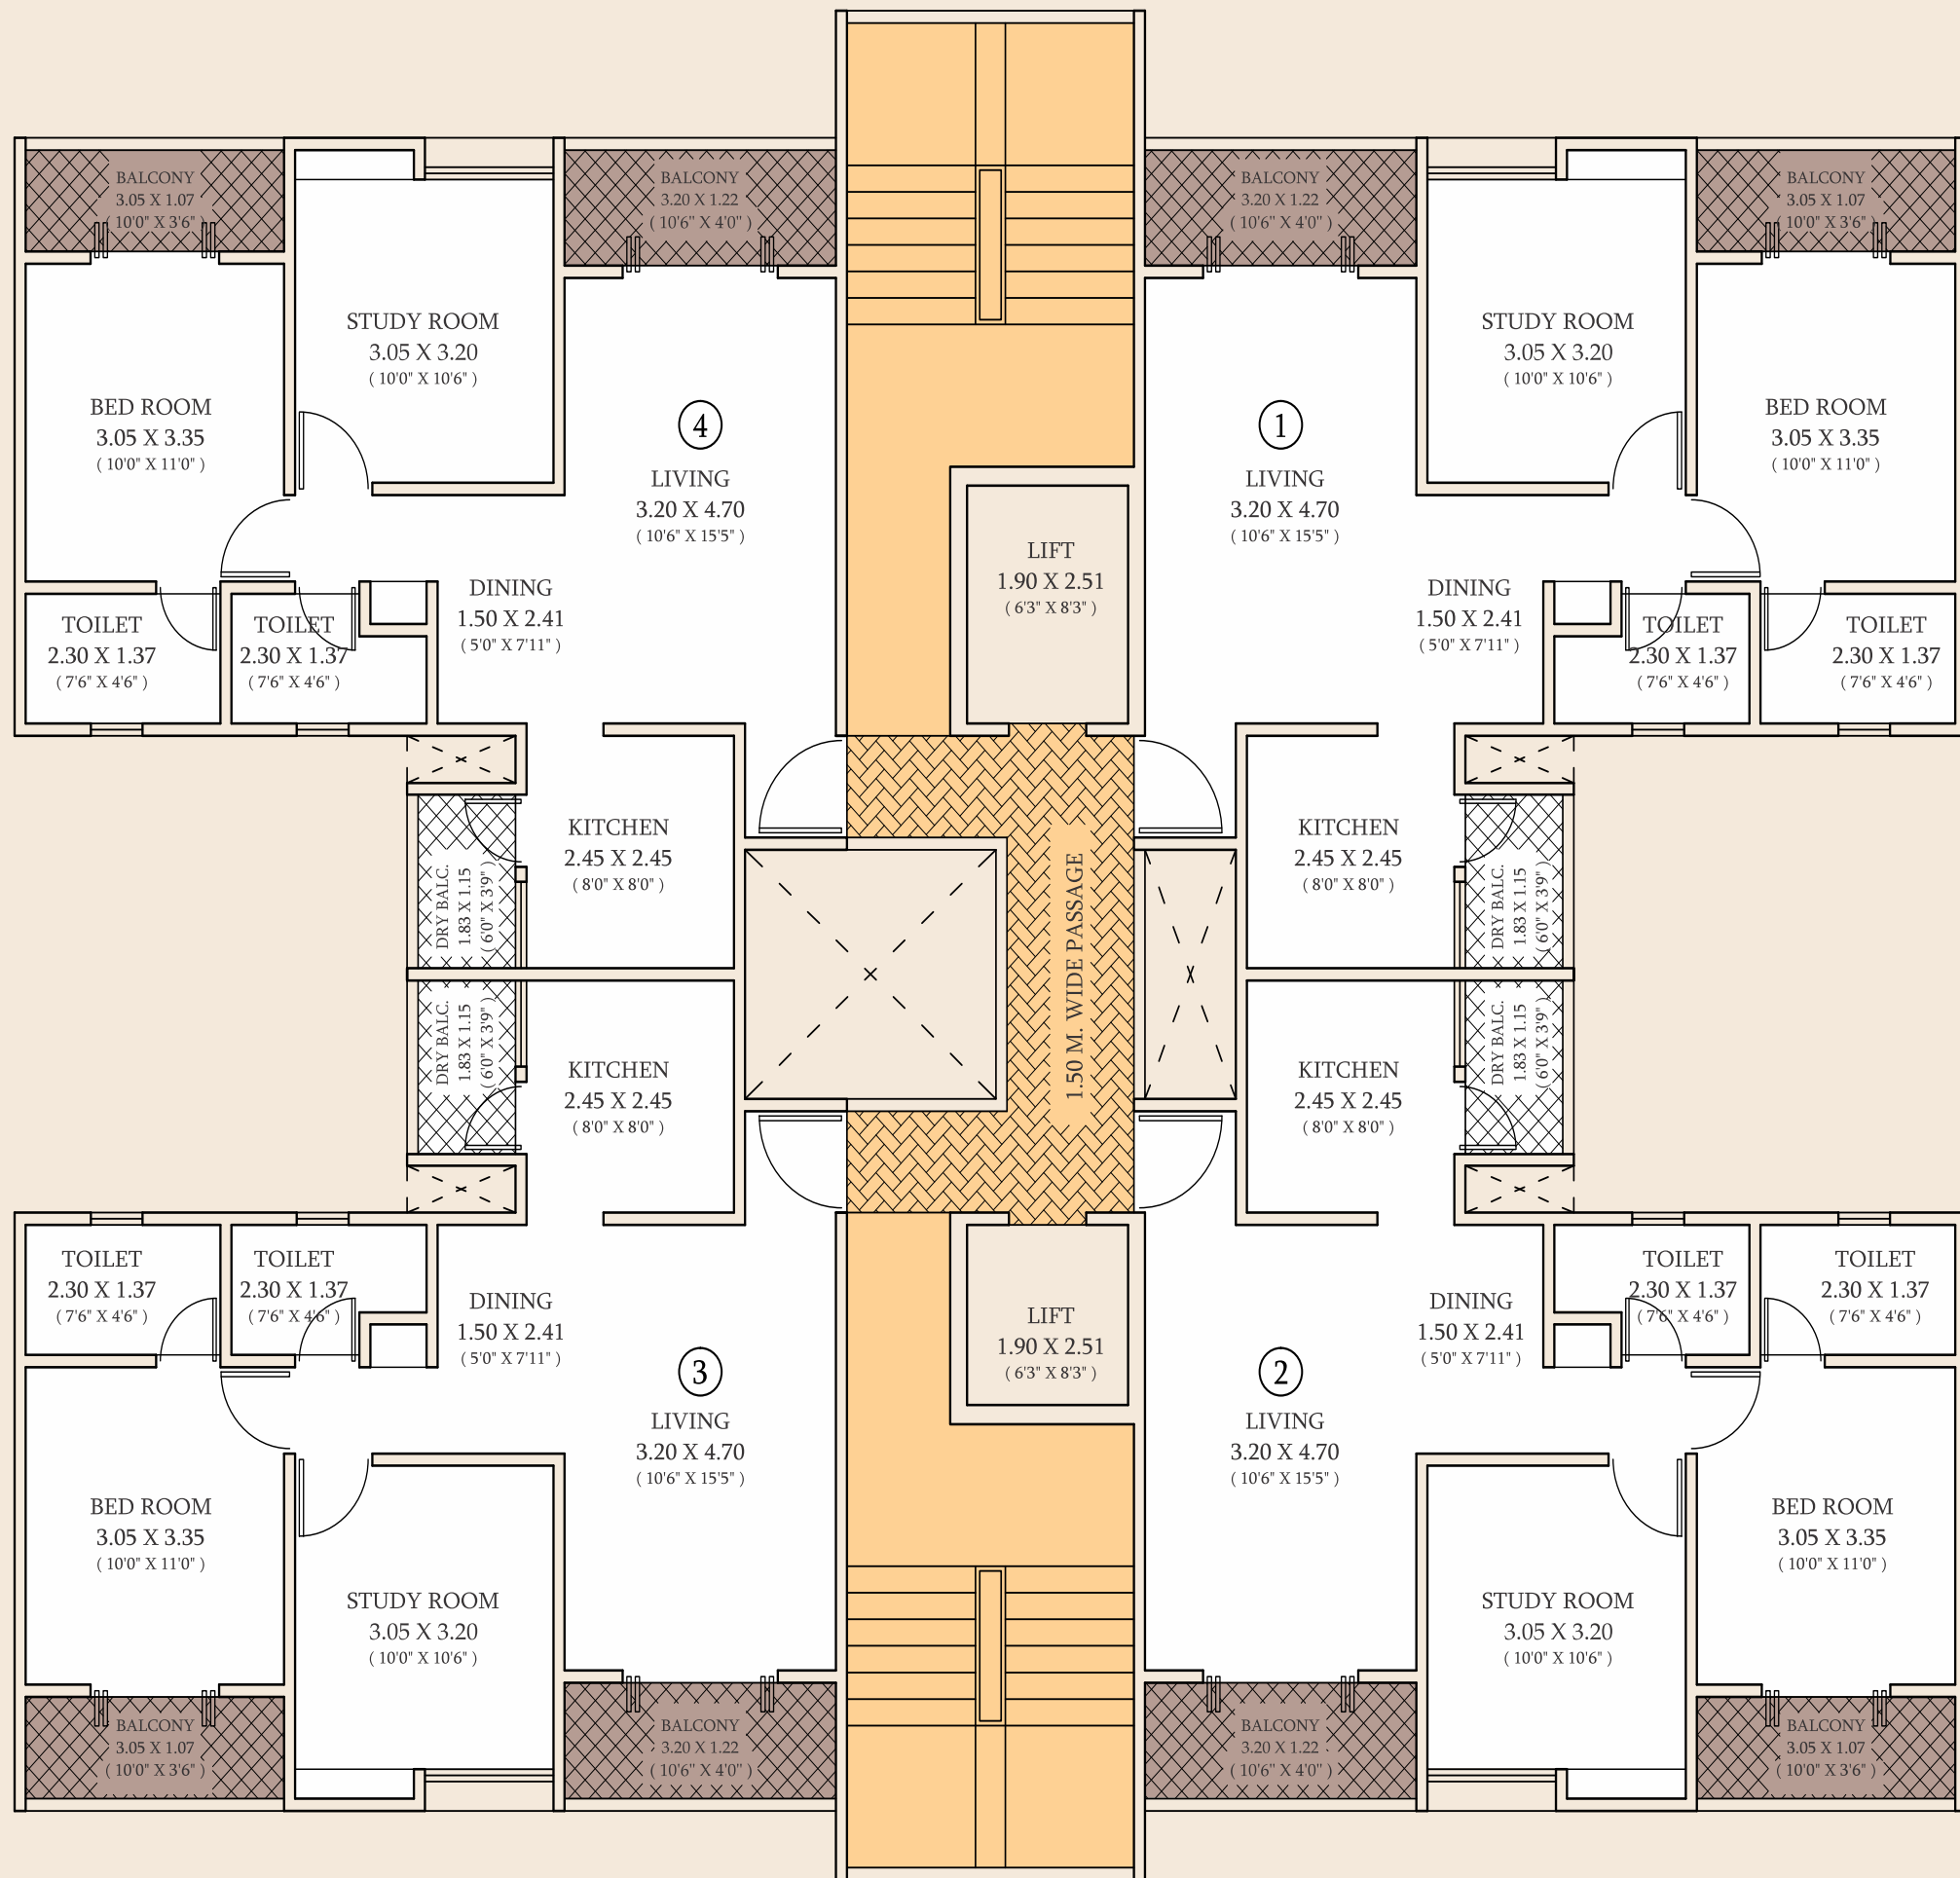 BALCONY
3.05 X 1.07
( 10'0" X 3'6" )
BALCONY
3.20 X 1.22
( 10'6'' X 4'0'' )
BALCONY
3.20 X 1.22
( 10'6'' X 4'0'' )
BALCONY
3.05 X 1.07
( 10'0" X 3'6" )
STUDY ROOM
3.05 X 3.20
( 10'0" X 10'6" )
STUDY ROOM
3.05 X 3.20
( 10'0" X 10'6" )
BED ROOM
3.05 X 3.35
( 10'0" X 11'0" )
4
LIVING
3.20 X 4.70
( 10'6" X 15'5" )
1
LIVING
3.20 X 4.70
( 10'6" X 15'5" )
BED ROOM
3.05 X 3.35
( 10'0" X 11'0" )
LIFT
1.90 X 2.51
( 6'3" X 8'3" )
TOILET
2.30 X 1.37
( 7'6" X 4'6" )
TOILET
2.30 X 1.37
( 7'6" X 4'6" )
DINING
1.50 X 2.41
( 5'0" X 7'11" )
DINING
1.50 X 2.41
( 5'0" X 7'11" )
TOILET
2.30 X 1.37
( 7'6" X 4'6" )
TOILET
2.30 X 1.37
( 7'6" X 4'6" )
DRY BALC.
1.83 X 1.15
( 6'0" X 3'9" )
KITCHEN
2.45 X 2.45
( 8'0" X 8'0" )
1.50 M. WIDE PASSAGE
KITCHEN
2.45 X 2.45
( 8'0" X 8'0" )
DRY BALC.
1.83 X 1.15
( 6'0" X 3'9" )
DRY BALC.
1.83 X 1.15
( 6'0" X 3'9" )
KITCHEN
2.45 X 2.45
( 8'0" X 8'0" )
KITCHEN
2.45 X 2.45
( 8'0" X 8'0" )
DRY BALC.
1.83 X 1.15
( 6'0" X 3'9" )
TOILET
2.30 X 1.37
( 7'6" X 4'6" )
TOILET
2.30 X 1.37
( 7'6" X 4'6" )
DINING
1.50 X 2.41
( 5'0" X 7'11" )
LIFT
1.90 X 2.51
( 6'3" X 8'3" )
DINING
1.50 X 2.41
( 5'0" X 7'11" )
TOILET
2.30 X 1.37
( 7'6" X 4'6" )
TOILET
2.30 X 1.37
( 7'6" X 4'6" )
3
LIVING
3.20 X 4.70
( 10'6" X 15'5" )
2
LIVING
3.20 X 4.70
( 10'6" X 15'5" )
BED ROOM
3.05 X 3.35
( 10'0" X 11'0" )
BED ROOM
3.05 X 3.35
( 10'0" X 11'0" )
STUDY ROOM
3.05 X 3.20
( 10'0" X 10'6" )
STUDY ROOM
3.05 X 3.20
( 10'0" X 10'6" )
BALCONY
3.05 X 1.07
( 10'0" X 3'6" )
BALCONY
3.20 X 1.22
( 10'6'' X 4'0'' )
BALCONY
3.20 X 1.22
( 10'6'' X 4'0'' )
BALCONY
3.05 X 1.07
( 10'0" X 3'6" )